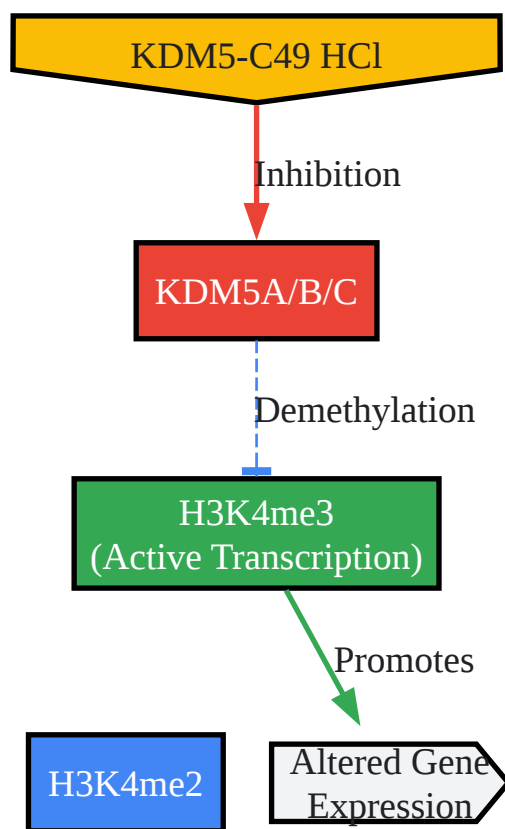 KDM5-C49 HCl
Inhibition
KDM5A/B/C
Demethylation
H3K4me3
(Active Transcription)
Promotes
H3K4me2
Altered Gene
Expression